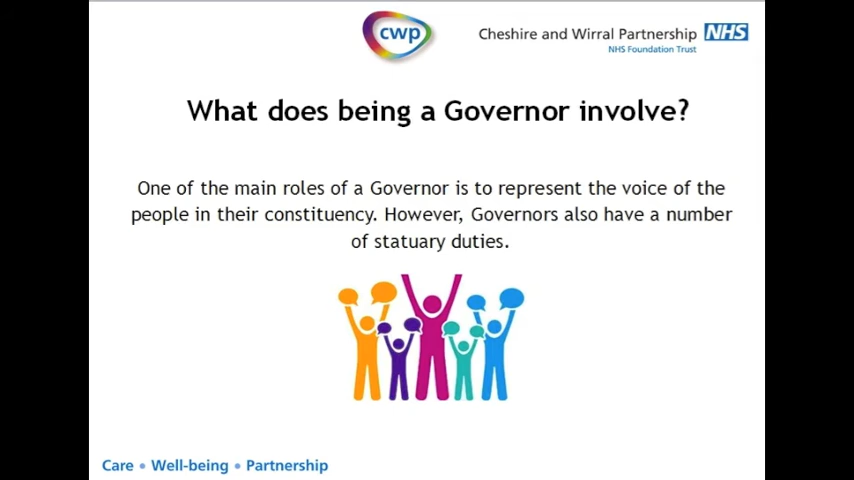 cwp
Cheshire and Wirral Partnership NHS
NHS Foundation Trust
What does being a Governor involve?
One of the main roles of a Governor is to represent the voice of the
people in their constituency. However, Governors also have a number
of statuary duties.
Care • Well-being • Partnership